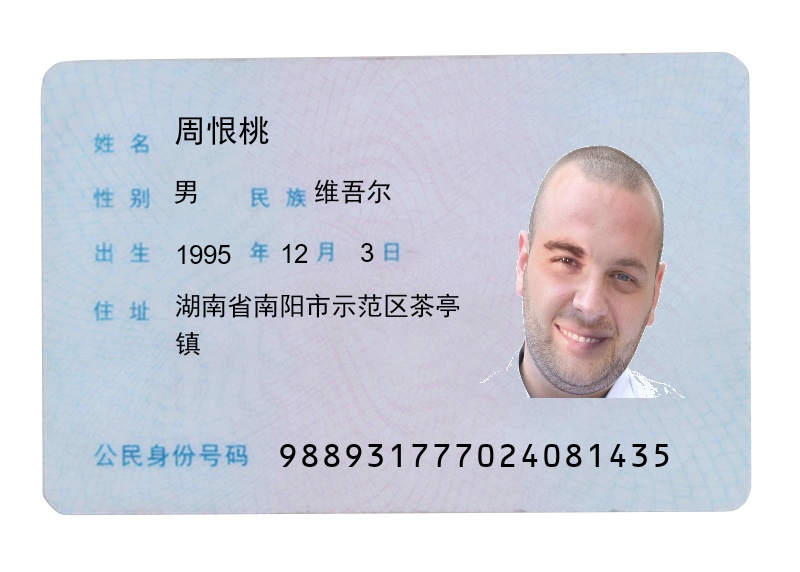 姓名 周恨桃
性别 男 民族 维吾尔
出生 1995 年 12 月 3 日
住址 湖南省南阳市示范区茶亭
镇
公民身份号码 988931777024081435